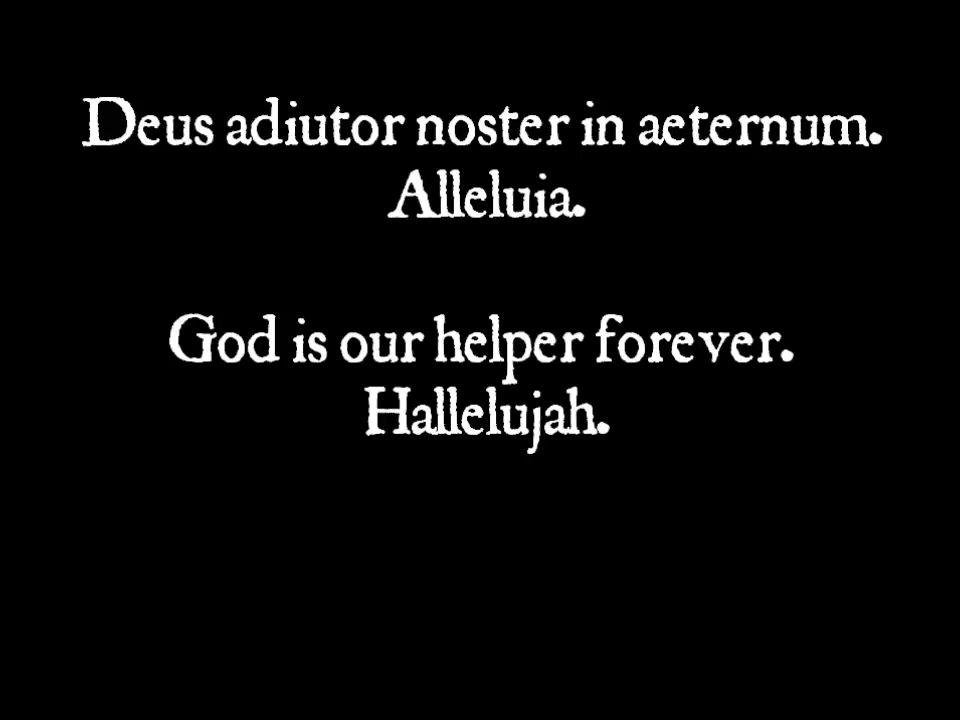 Deus adiutor noster in aeternum.
Alleluia.
God is our helper forever.
Hallelujah.